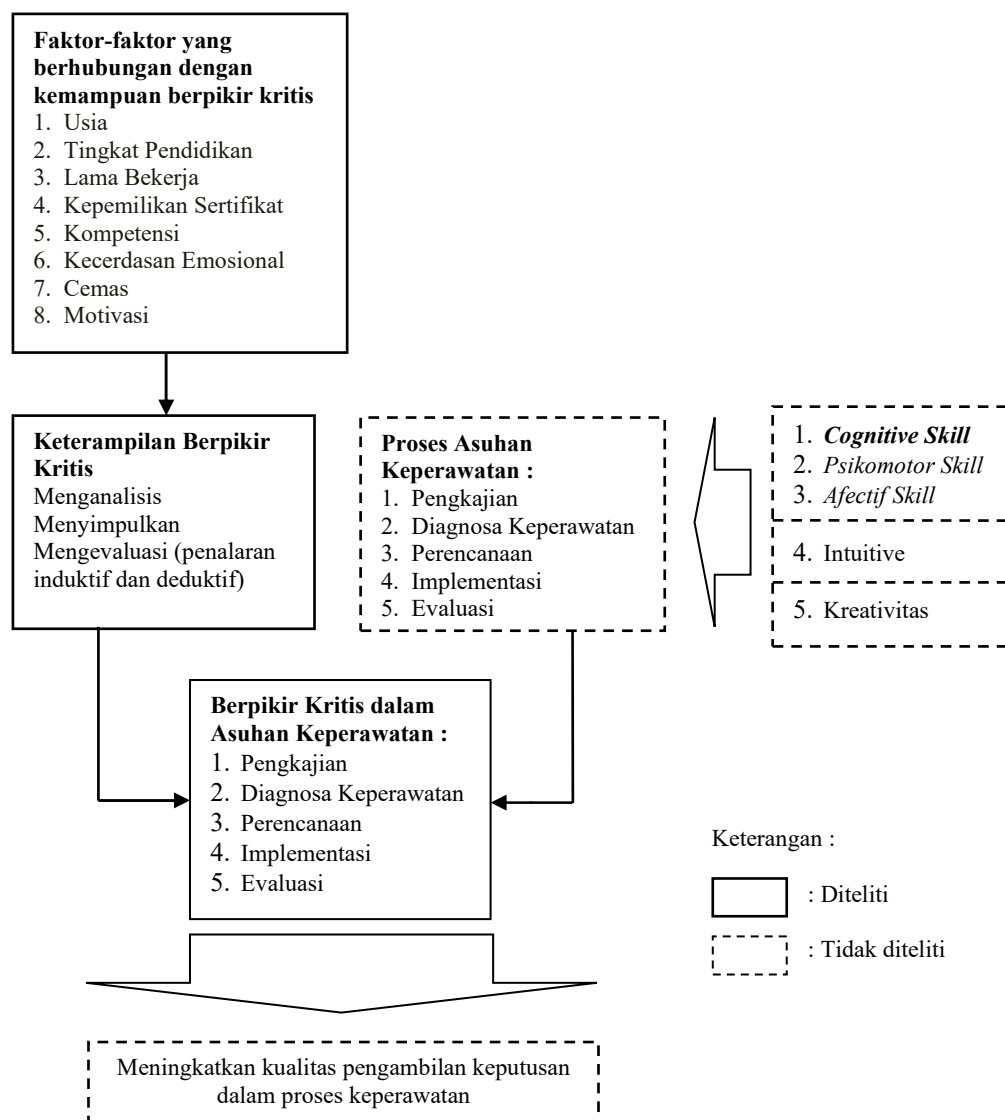 Faktor-faktor yang
berhubungan dengan
kemampuan berpikir kritis
1. Usia
2. Tingkat Pendidikan
3. Lama Bekerja
4. Kepemilikan Sertifikat
5. Kompetensi
6. Kecerdasan Emosional
7. Cemas
8. Motivasi
Keterampilan Berpikir
Kritis
Menganalisis
Menyimpulkan
Mengevaluasi (penalaran
induktif dan deduktif)
Proses Asuhan
Keperawatan :
1. Pengkajian
2. Diagnosa Keperawatan
3. Perencanaan
4. Implementasi
5. Evaluasi
1. Cognitive Skill
2. Psikomotor Skill
3. Afectif Skill
4. Intuitive
5. Kreativitas
Berpikir Kritis dalam
Asuhan Keperawatan :
1. Pengkajian
2. Diagnosa Keperawatan
3. Perencanaan
4. Implementasi
5. Evaluasi
Keterangan :
: Diteliti
: Tidak diteliti
Meningkatkan kualitas pengambilan keputusan
dalam proses keperawatan